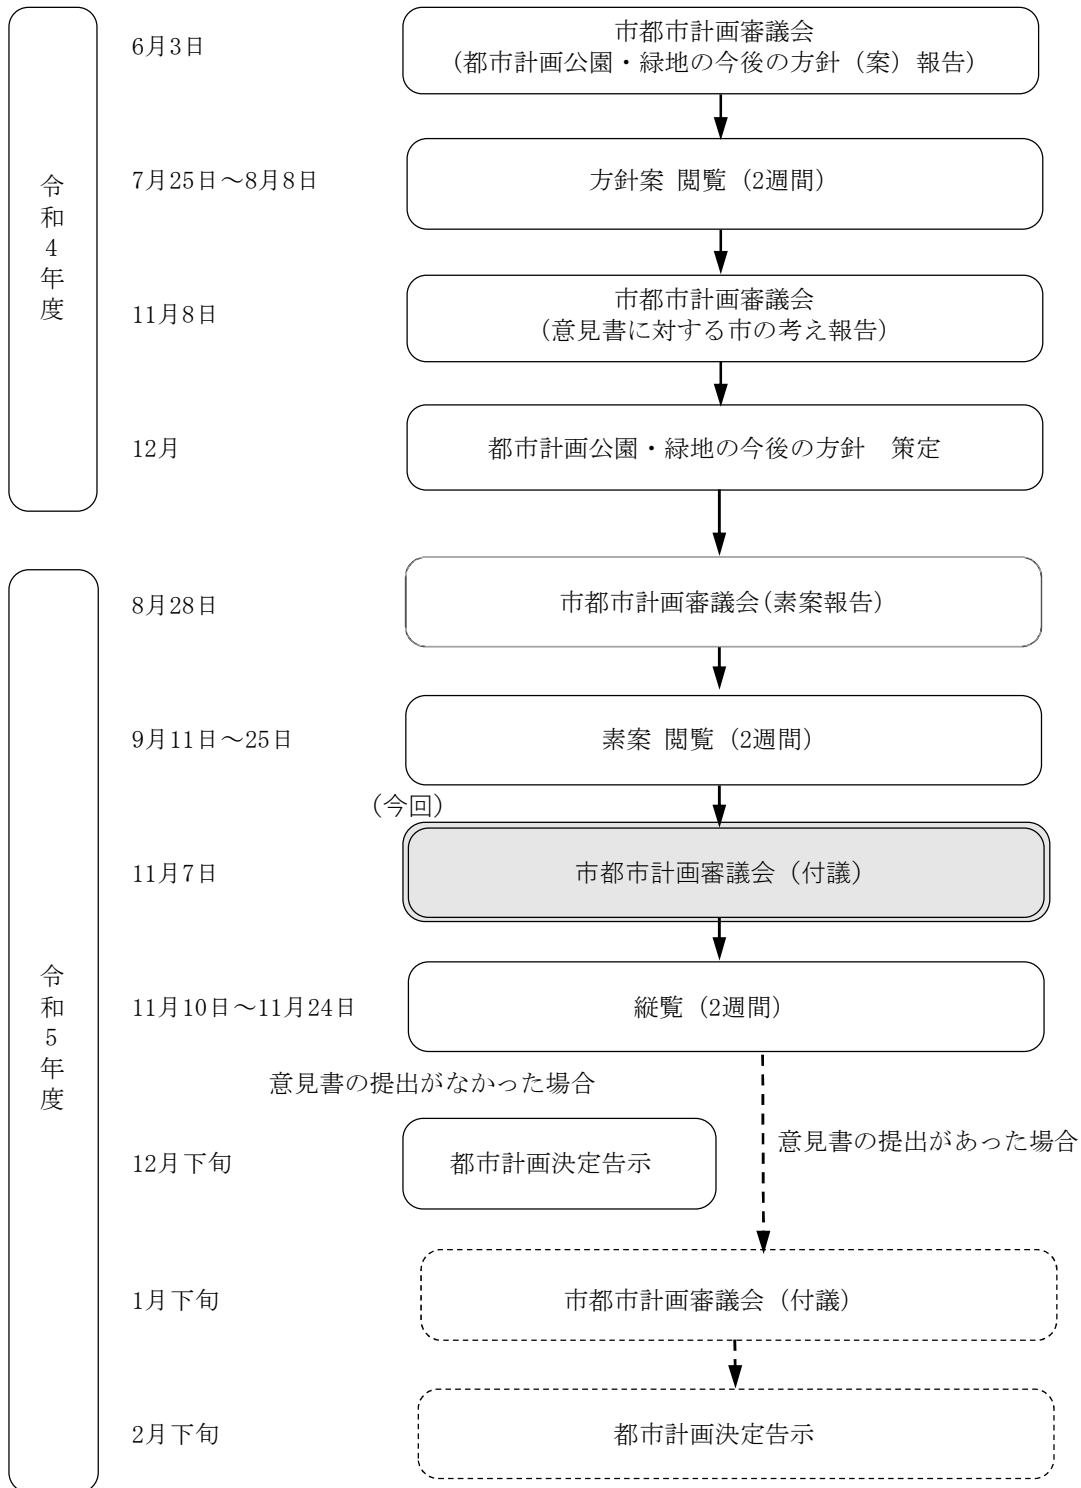 令和4年度
6月3日
市都市計画審議会
(都市計画公園・緑地の今後の方針（案）報告)
7月25日～8月8日
方針案 閲覧（2週間）
11月8日
市都市計画審議会
(意見書に対する市の考え報告)
12月
都市計画公園・緑地の今後の方針　策定
令和5年度
8月28日
市都市計画審議会(素案報告)
9月11日～25日
素案 閲覧（2週間）
（今回）
11月7日
市都市計画審議会（付議）
11月10日～11月24日
縦覧（2週間）
意見書の提出がなかった場合
意見書の提出があった場合
12月下旬
都市計画決定告示
1月下旬
市都市計画審議会（付議）
2月下旬
都市計画決定告示